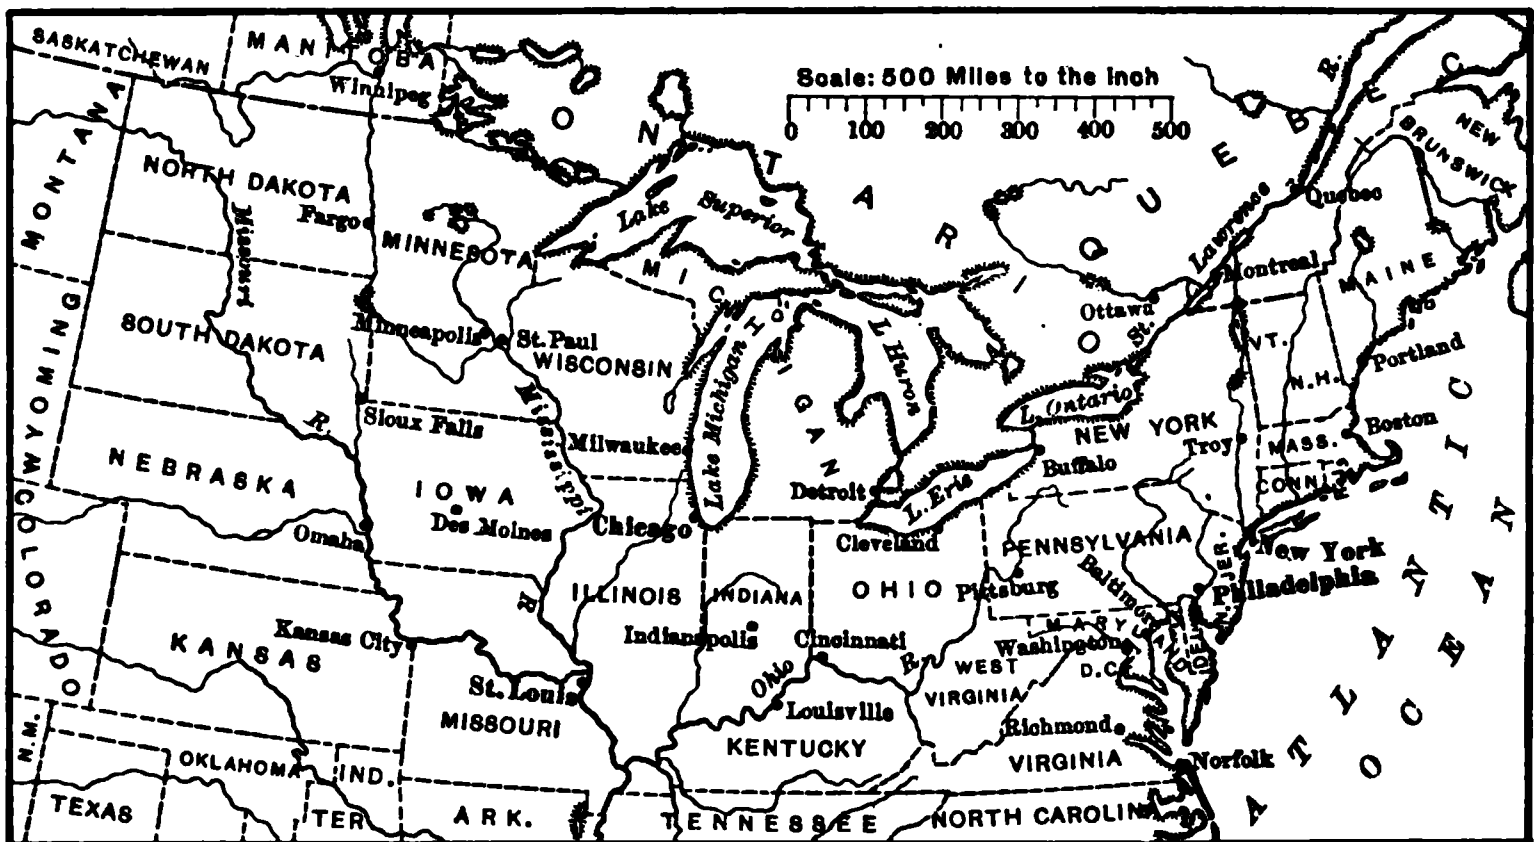 SASKATCHEWAN
MANITOBA
Winnipeg
ONTARIO
Scale: 500 Miles to the inch
0 100 200 300 400 500
QUEBEC
R.
NEW
BRUNSWICK
MONTANA
NORTH DAKOTA
Fargo
Missouri
MINNESOTA
Lake
Superior
Lawrence
Quebec
Montreal
MAINE
Ottawa
St.
WYOMING
SOUTH DAKOTA
Minneapolis
St. Paul
WISCONSIN
MICHIGAN
L. Huron
Lake Michigan
VT.
N.H.
Portland
L. Ontario
NEW YORK
Troy
MASS.
Boston
R.
Sioux Falls
Mississippi
Milwaukee
Buffalo
CONN.
NEBRASKA
IOWA
Des Moines
Chicago
Detroit
L. Erie
Cleveland
Omaha
R.
ILLINOIS
INDIANA
OHIO
PENNSYLVANIA
Pittsburg
N. JER.
New York
Philadelphia
Baltimore
COLORADO
KANSAS
Kansas City
Indianapolis
Cincinnati
MARYLAND
DEL.
Washington
D.C.
WEST
VIRGINIA
R.
Ohio
St. Louis
MISSOURI
Louisville
KENTUCKY
Richmond
VIRGINIA
Norfolk
ATLANTIC
OCEAN
N.M.
OKLAHOMA
IND.
TER
TEXAS
ARK.
TENNESSEE
NORTH CAROLINA